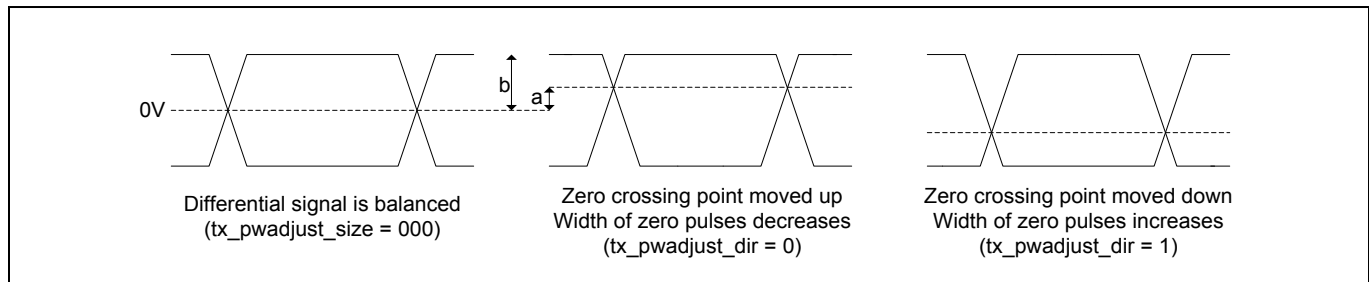 0V
b
a
Differential signal is balanced
(tx_pwadjust_size = 000)
Zero crossing point moved up
Width of zero pulses decreases
(tx_pwadjust_dir = 0)
Zero crossing point moved down
Width of zero pulses increases
(tx_pwadjust_dir = 1)